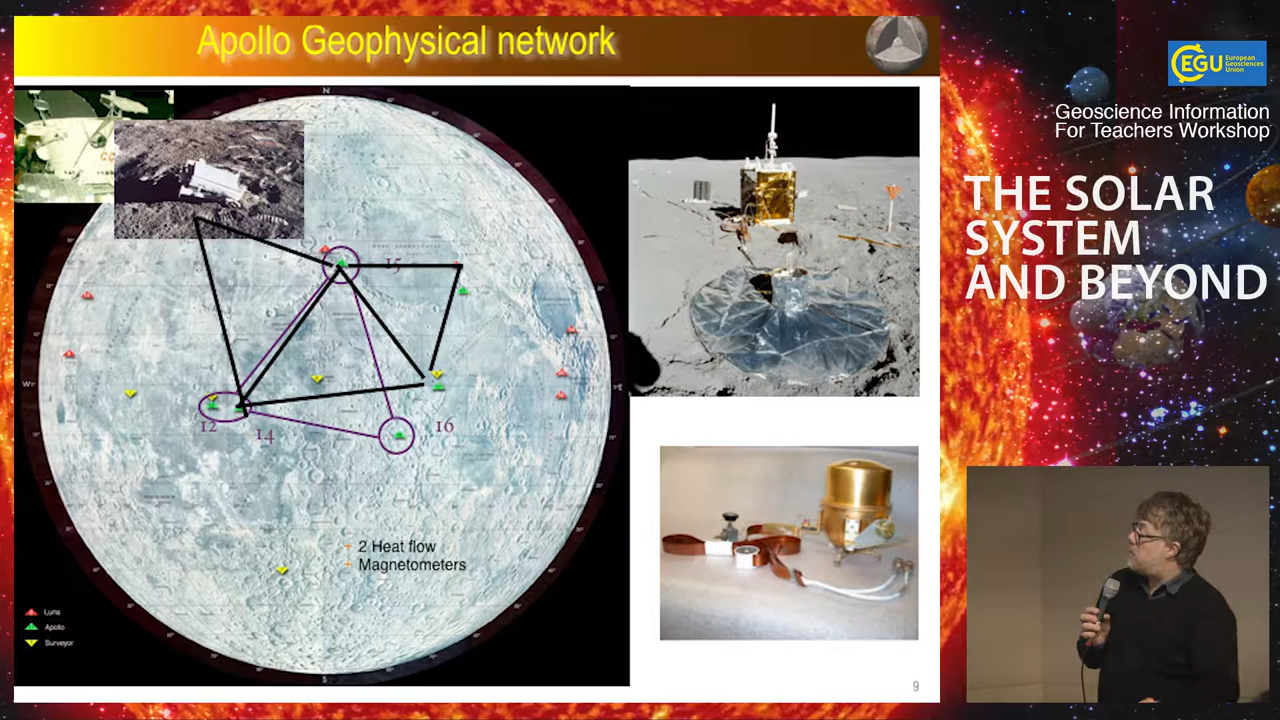 Apollo Geophysical network
N
CC
15
W
E
12
14
16
+ 2 Heat flow
+ Magnetometers
Luna
Apollo
Surveyor
S
9
EGU European
Geosciences
Union
Geoscience Information
For Teachers Workshop
THE SOLAR
SYSTEM
AND BEYOND